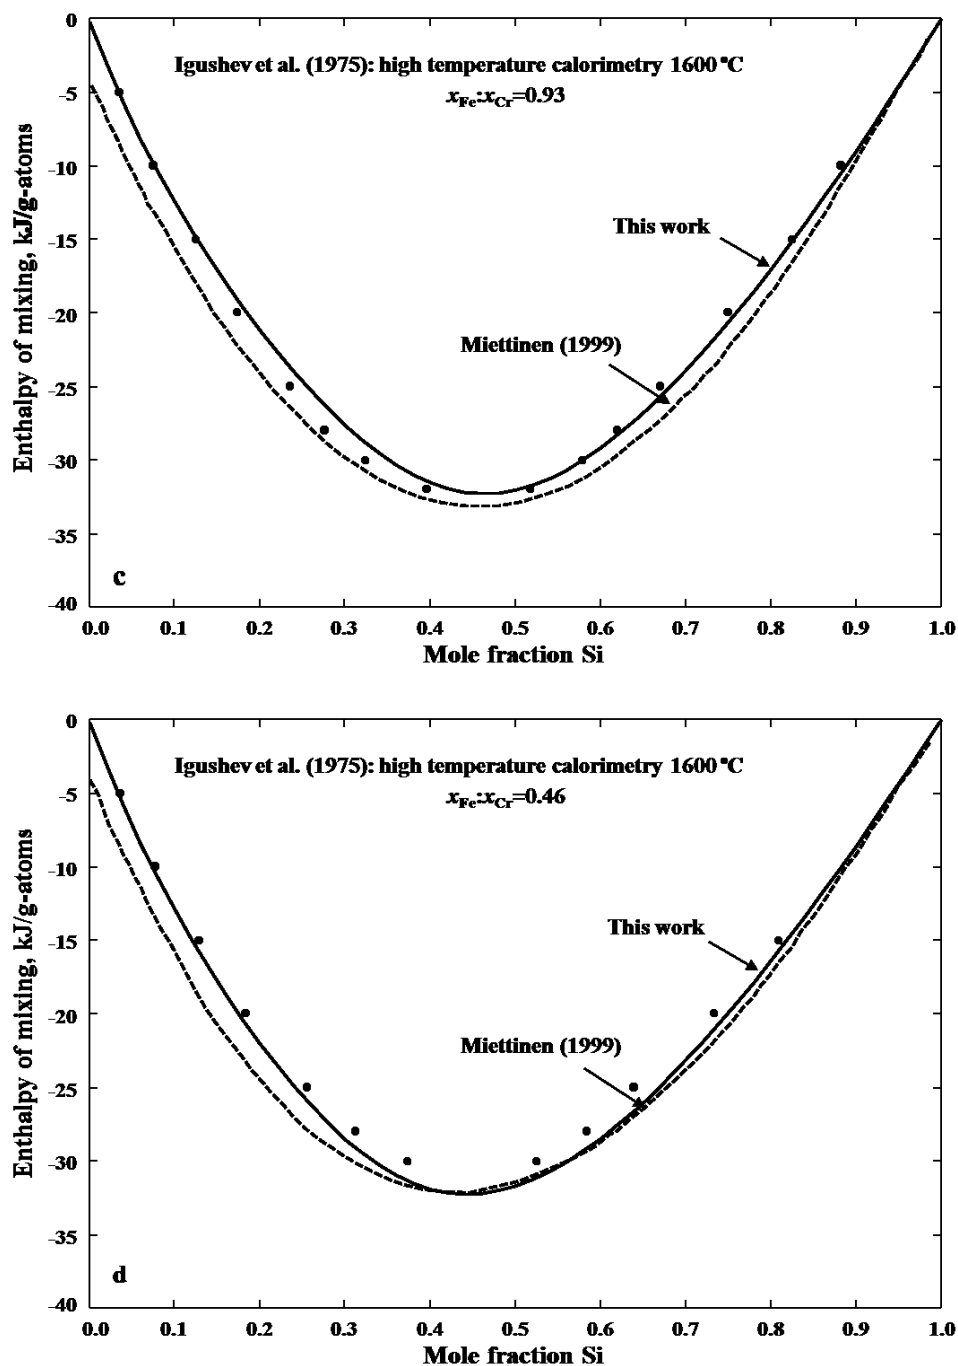 0
Igushev et al. (1975): high temperature calorimetry 1600 °C
xFe:xCr=0.93
-5
-10
-15
-20
-25
-30
-35
-40
Enthalpy of mixing, kJ/g-atoms
This work
Miettinen (1999)
c
0.0 0.1 0.2 0.3 0.4 0.5 0.6 0.7 0.8 0.9 1.0
Mole fraction Si
0
Igushev et al. (1975): high temperature calorimetry 1600 °C
xFe:xCr=0.46
-5
-10
-15
-20
-25
-30
-35
-40
Enthalpy of mixing, kJ/g-atoms
This work
Miettinen (1999)
d
0.0 0.1 0.2 0.3 0.4 0.5 0.6 0.7 0.8 0.9 1.0
Mole fraction Si